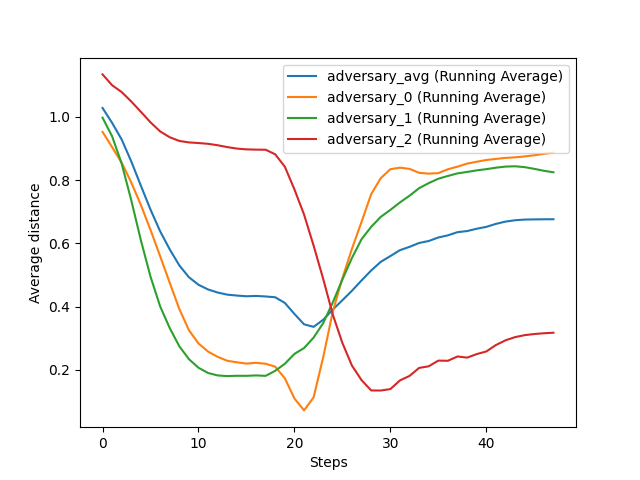 adversary_avg (Running Average)
adversary_0 (Running Average)
adversary_1 (Running Average)
adversary_2 (Running Average)
1.0
0.8
0.6
0.4
0.2
Average distance
0
10
20
30
40
Steps